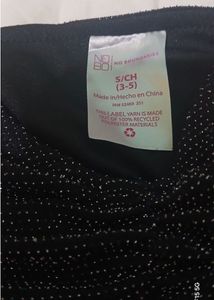 NO
BO
NO BOUNDARIES
S/CH
(3-5)
Made in/Hecho en China
LABEL YARN IS MADE
OF 100% RECYCLED
POLYESTER MATERIALS